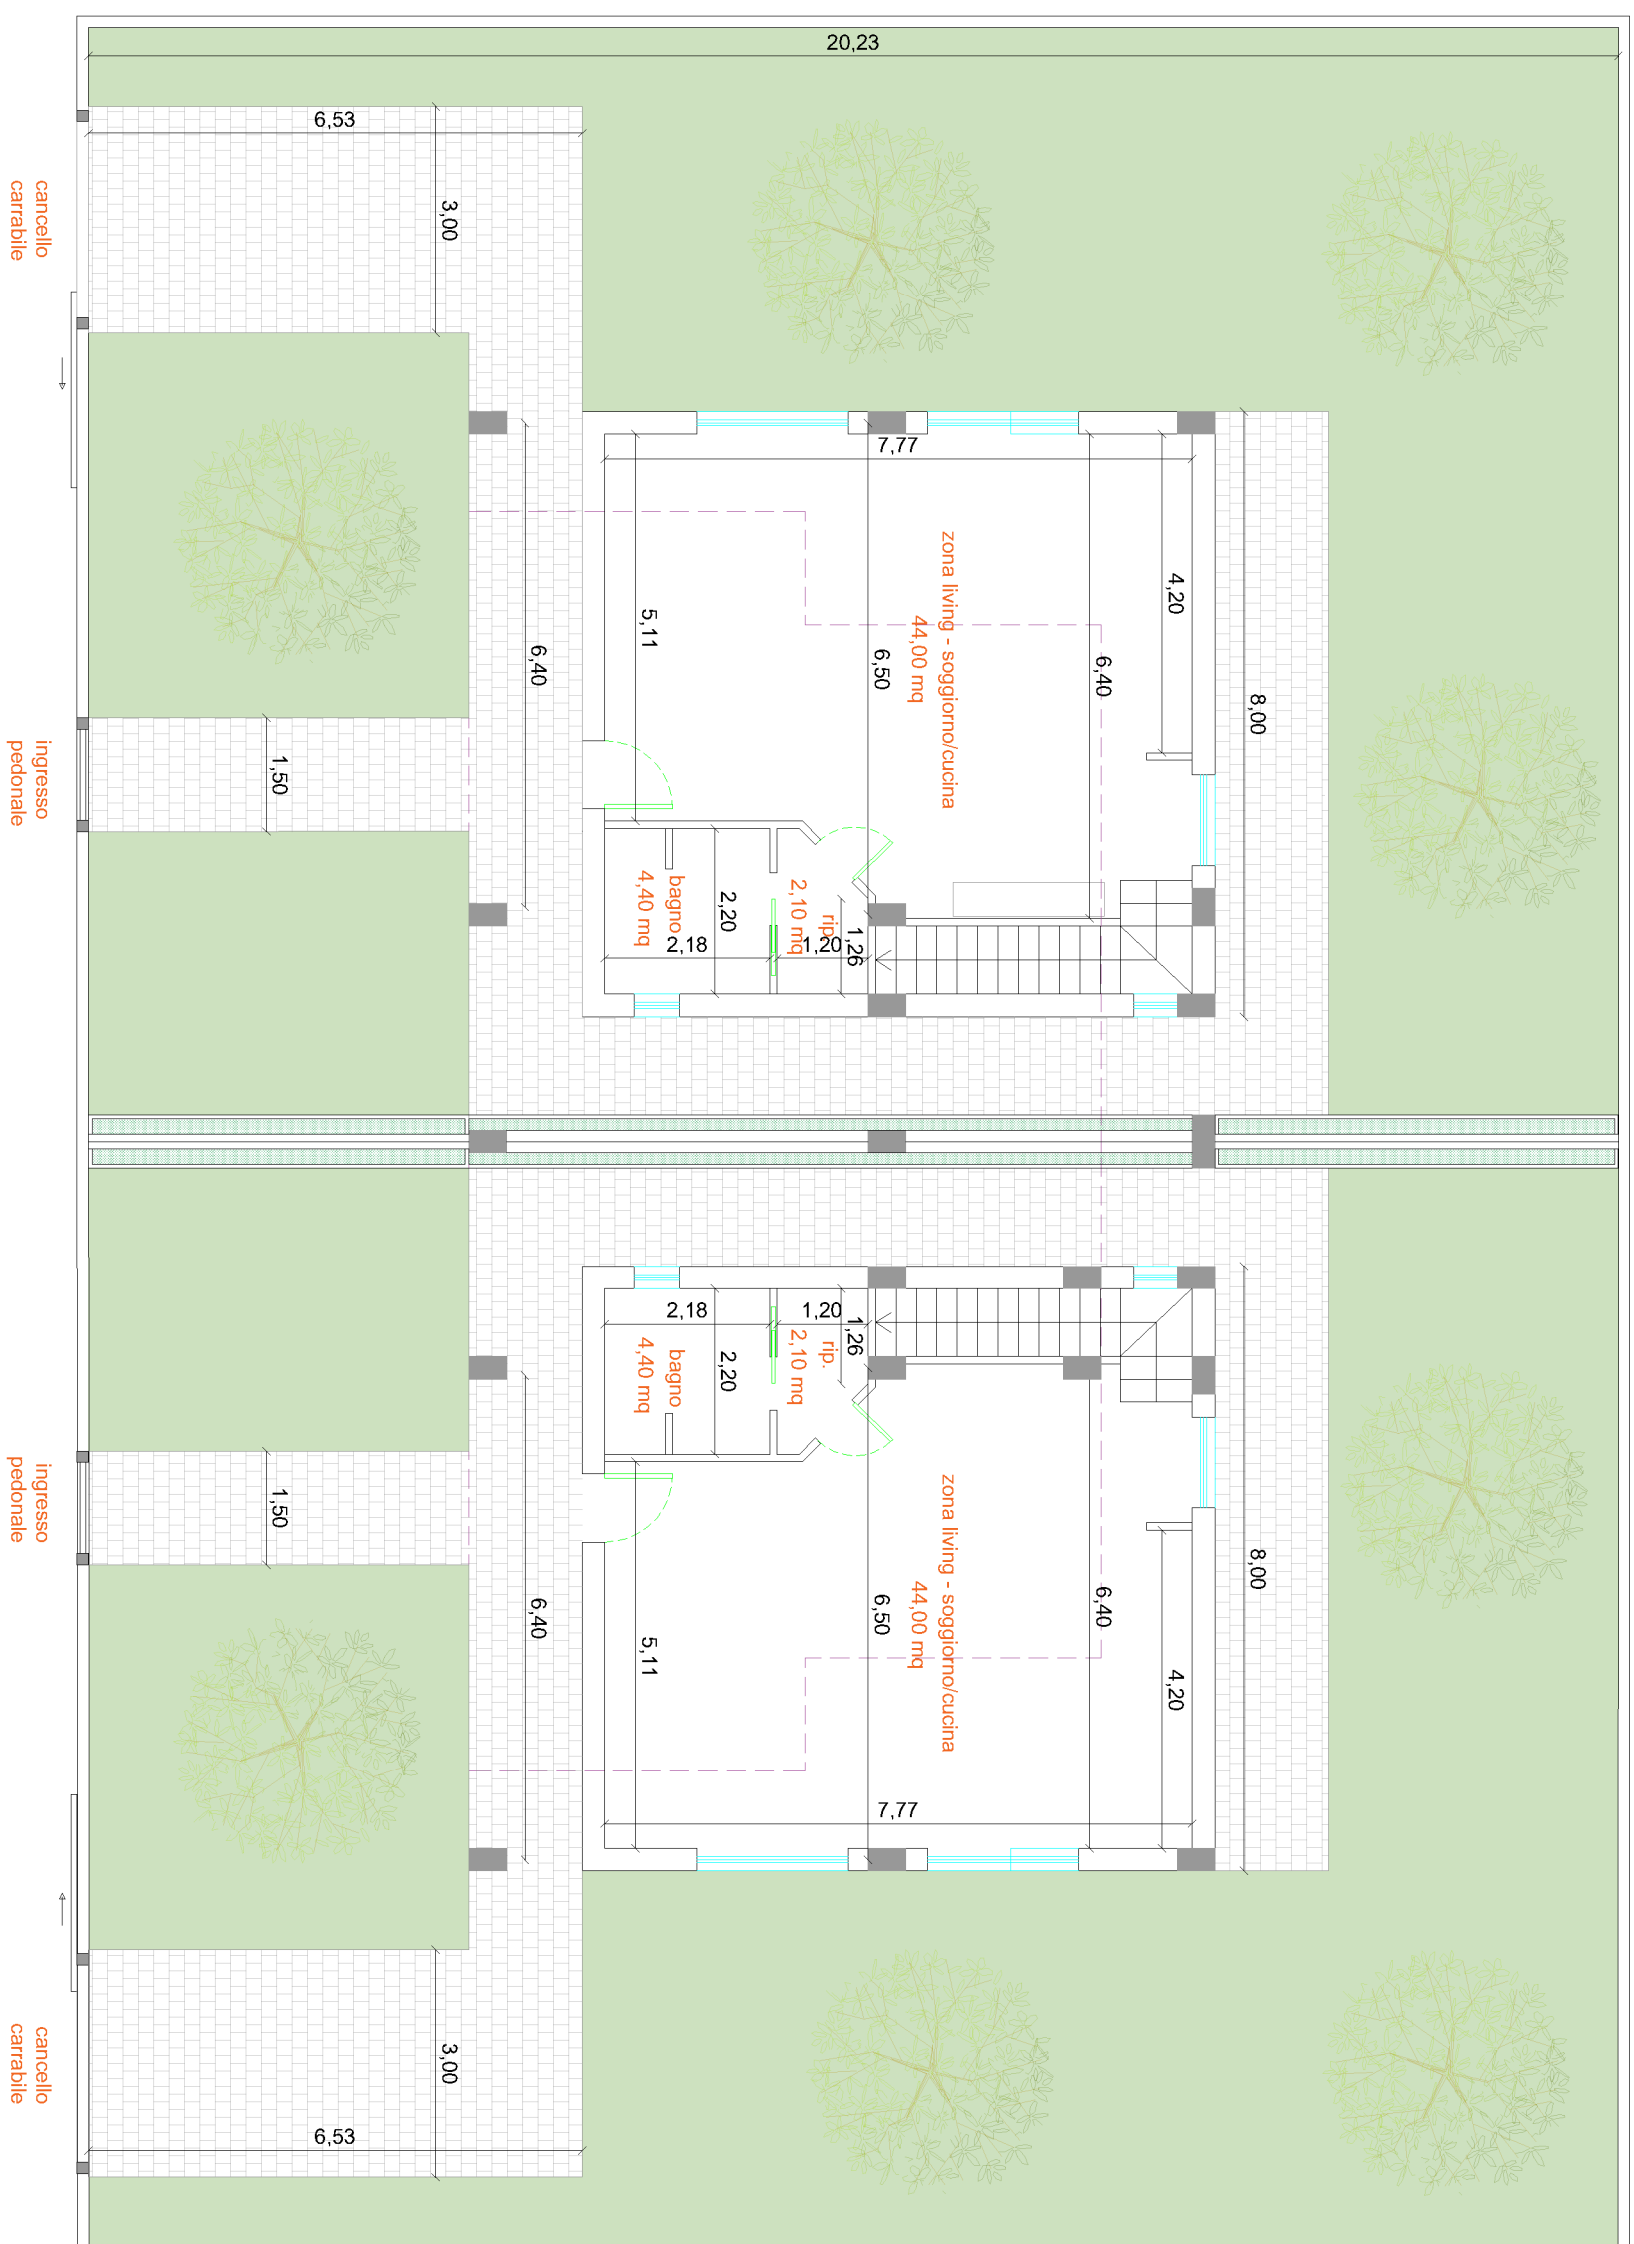 20,23
6,53
3,00
cancello
carrabile
7,77
4,20
zona living - soggiorno/cucina
44,00 mq
5,11
6,40
6,50
6,40
8,00
ingresso
pedonale
1,50
bagno
4,40 mq
2,20
2,18
rip.
2,10 mq
1,20
1,26
2,18
1,20
1,26
rip.
2,10 mq
bagno
4,40 mq
2,20
ingresso
pedonale
1,50
zona living - soggiorno/cucina
44,00 mq
6,40
5,11
6,50
6,40
4,20
8,00
7,77
cancello
carrabile
3,00
6,53